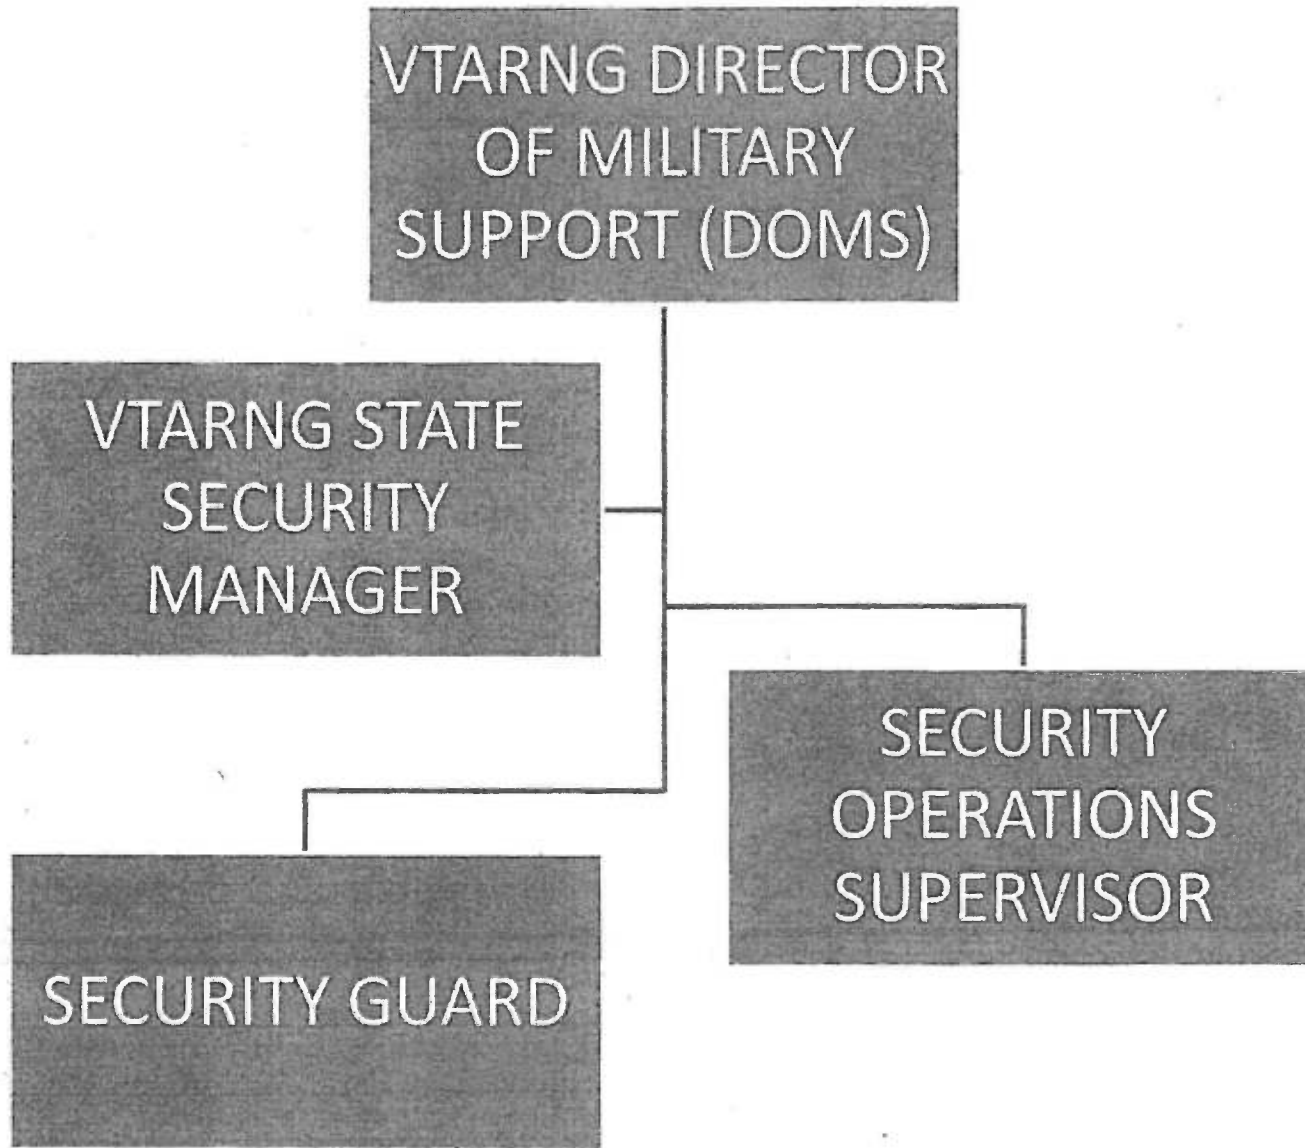 VTARNG DIRECTOR
OF MILITARY
SUPPORT (DOMS)
VTARNG STATE
SECURITY
MANAGER
SECURITY
OPERATIONS
SUPERVISOR
SECURITY GUARD